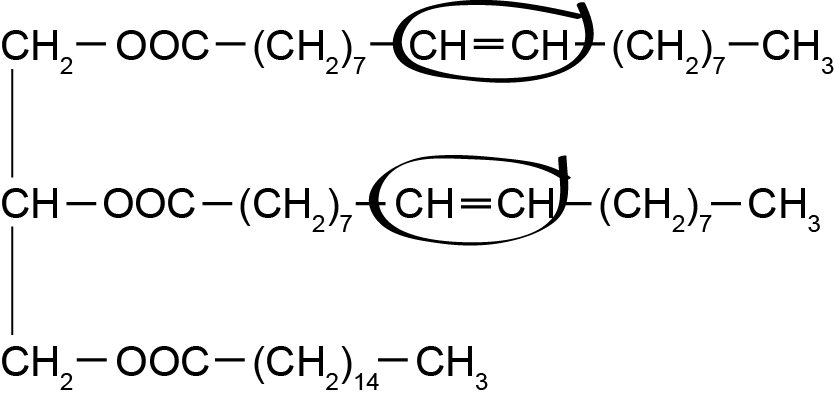 CH₂—OOC—(CH₂)₇—CH=CH—(CH₂)₇—CH₃
CH—OOC—(CH₂)₇—CH=CH—(CH₂)₇—CH₃
CH₂—OOC—(CH₂)₁₄—CH₃